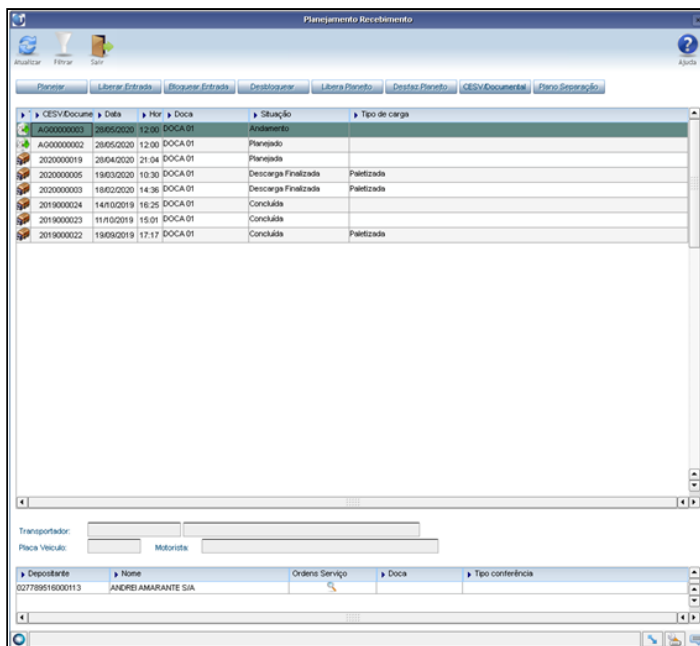 Planejamento Recebimento
Atualizar Filtrar Sair Ajuda
Planejar Liberar Entrada Bloquear Entrada Desbloquear Libera Planeito Desfaz Planeito CESV/Documental Plano Separação
CESV/Docume Data Hor Doca Situação Tipo de carga
AG00000003 28/05/2020 12:00 DOCA 01 Andamento
AG00000002 28/05/2020 12:00 DOCA 01 Planejado
2020000019 28/04/2020 21:04 DOCA 01 Planejada
2020000005 19/03/2020 10:30 DOCA 01 Descarga Finalizada Paletizada
2020000003 18/02/2020 14:36 DOCA 01 Descarga Finalizada Paletizada
2019000024 14/10/2019 16:25 DOCA 01 Concluída
2019000023 11/10/2019 15:01 DOCA 01 Concluída
2019000022 19/09/2019 17:17 DOCA 01 Concluída Paletizada
Transportador:
Placa Veiculo: Motorista:
Depositante Nome Ordens Serviço Doca Tipo conferência
027789516000113 ANDREI AMARANTE S/A